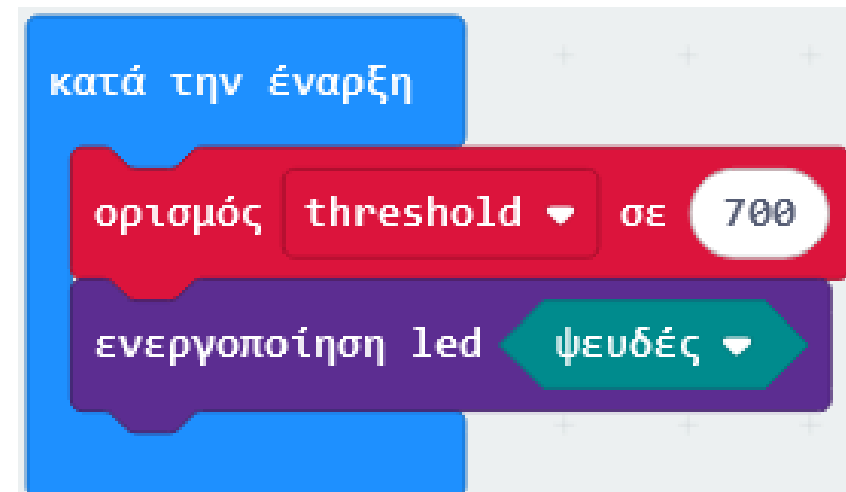 κατά την έναρξη
ορισμός threshold σε 700
ενεργοποίηση led ψευδές